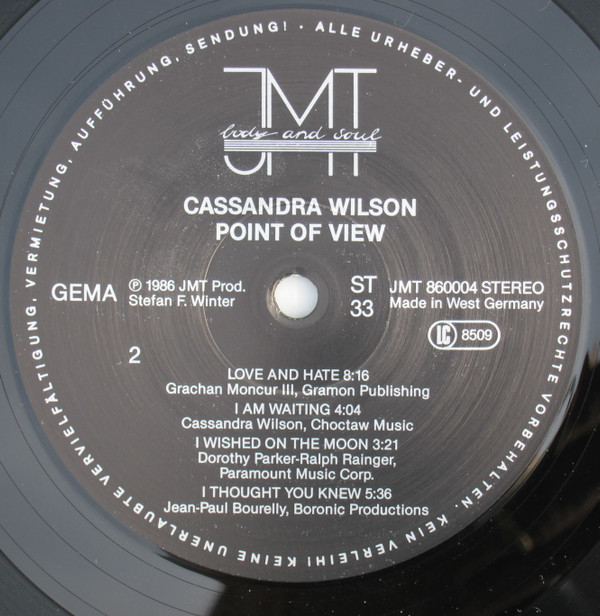 ALLE URHEBER- UND LEISTUNGSSCHUTZRECHTE VORBEHALTEN. KEIN VERLEIH! KEINE UNERLAUBTE VERVIELFÄLTIGUNG, VERMIETUNG, AUFFÜHRUNG, SENDUNG! ·
JMT
body and soul
CASSANDRA WILSON
POINT OF VIEW
GEMA
℗ 1986 JMT Prod.
Stefan F. Winter
ST
33
JMT 860004 STEREO
Made in West Germany
LC 8509
2
LOVE AND HATE 8:16
Grachan Moncur III, Gramon Publishing
I AM WAITING 4:04
Cassandra Wilson, Choctaw Music
I WISHED ON THE MOON 3:21
Dorothy Parker-Ralph Rainger,
Paramount Music Corp.
I THOUGHT YOU KNEW 5:36
Jean-Paul Bourelly, Boronic Productions